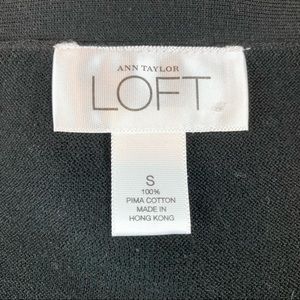 ANN TAYLOR
LOFT
S
100%
PIMA COTTON
MADE IN
HONG KONG